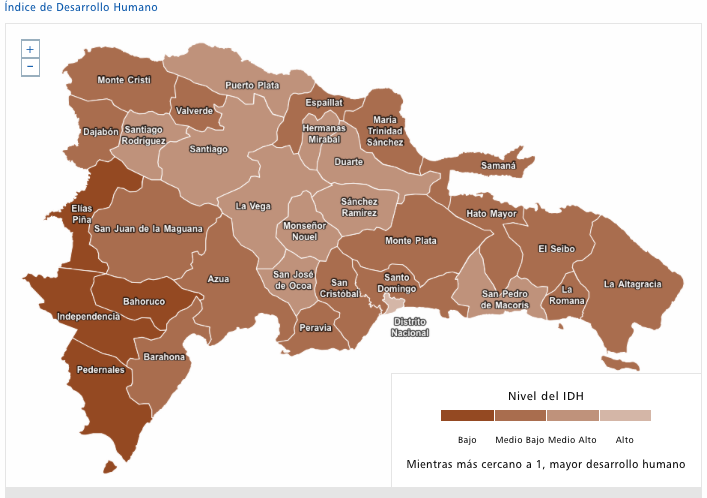 Índice de Desarrollo Humano
+
−
Monte Cristi
Puerto Plata
Valverde
Espaillat
Dajabón
Santiago
Rodríguez
Santiago
Hermanas
Mirabal
María
Trinidad
Sánchez
Duarte
Samaná
Elías
Piña
San Juan de la Maguana
La Vega
Sánchez
Ramírez
Hato Mayor
Monseñor
Nouel
Monte Plata
El Seibo
Azua
San José
de Ocoa
San
Cristóbal
Santo
Domingo
San Pedro
de Macorís
La
Romana
La Altagracia
Bahoruco
Independencia
Peravia
Distrito
Nacional
Barahona
Pedernales
Nivel del IDH
Bajo
Medio Bajo
Medio Alto
Alto
Mientras más cercano a 1, mayor desarrollo humano